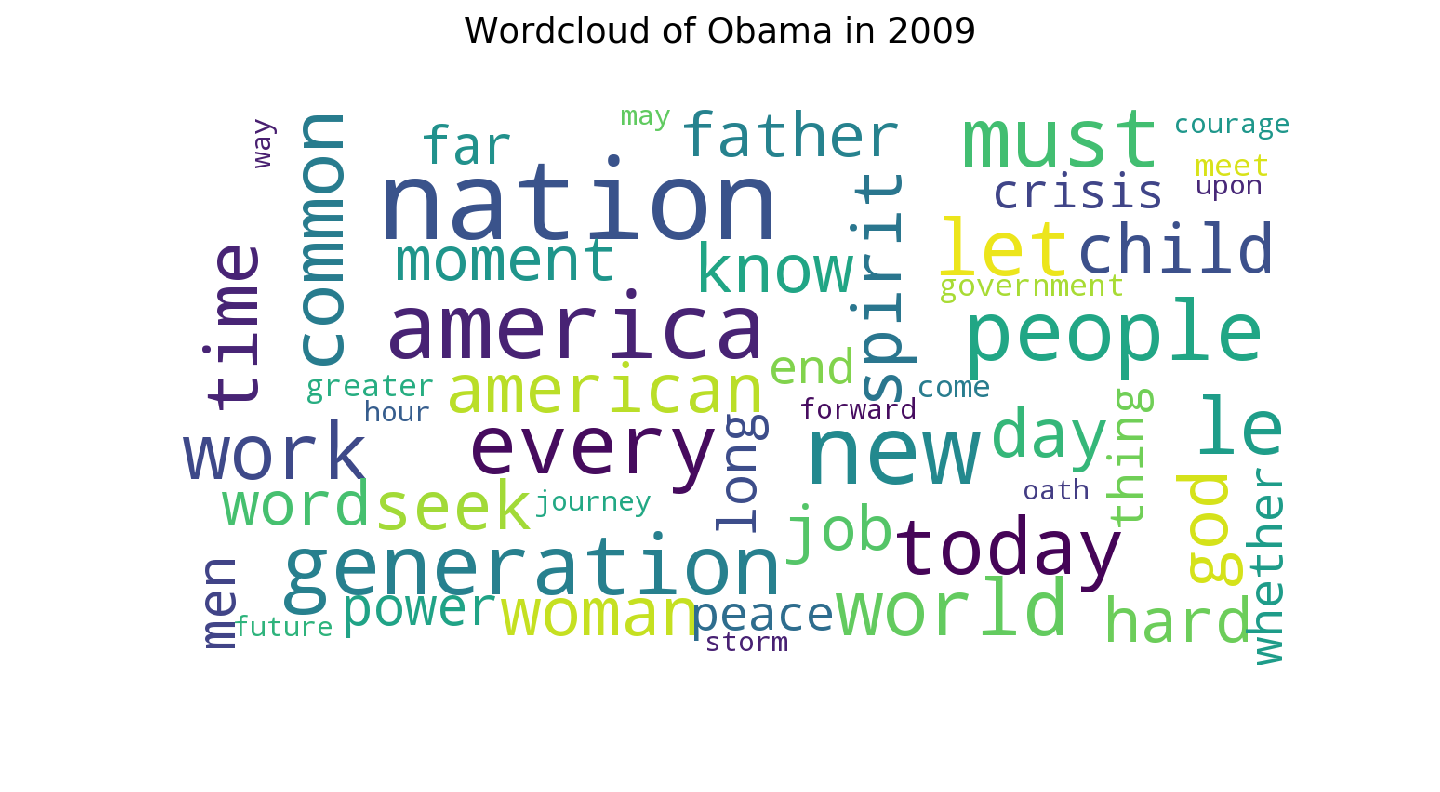 Wordcloud of Obama in 2009
way
common
far
may
father
must
courage
meet
upon
crisis
nation
spirit
let
child
time
moment
know
government
people
america
end
american
greater
hour
come
forward
thing
le
work
every
long
new
day
word
seek
journey
oath
god
whether
job
today
generation
men
future
power
woman
peace
storm
world
hard